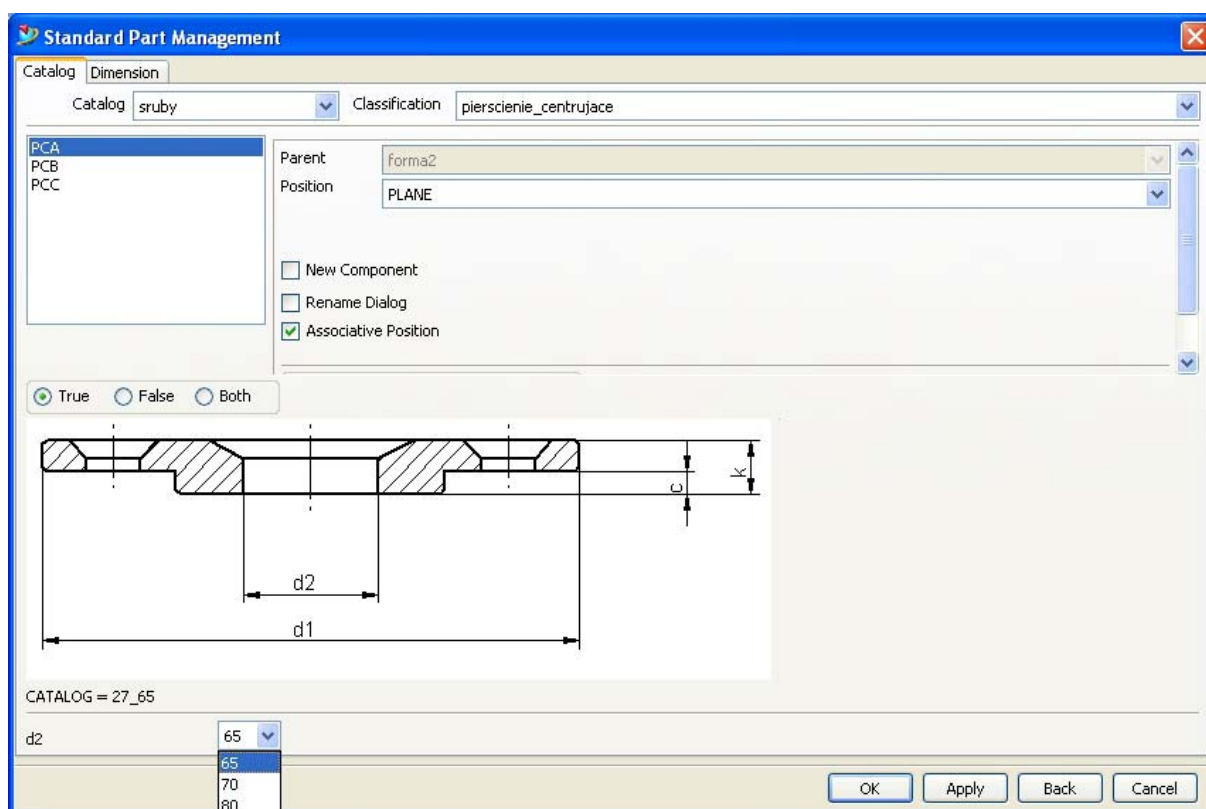 Standard Part Management
Catalog Dimension
Catalog sruby Classification pierscienie_centrujace
PCA
PCB
PCC
Parent forma2
Position PLANE
New Component
Rename Dialog
Associative Position
True False Both
c k
d2
d1
CATALOG = 27_65
d2 65
65
70
80
OK Apply Back Cancel